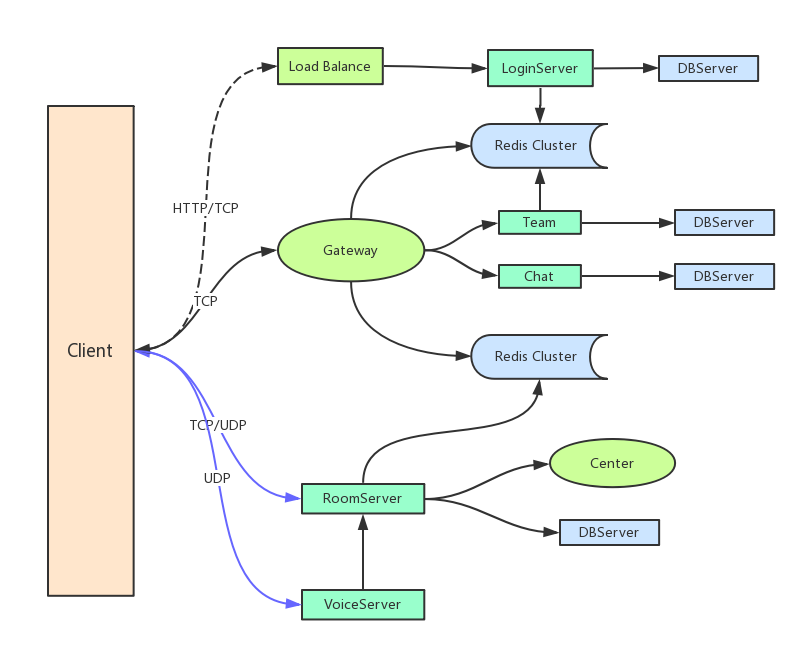 Load Balance
LoginServer
DBServer
Redis Cluster
HTTP/TCP
Team
DBServer
Gateway
Chat
DBServer
TCP
Client
Redis Cluster
TCP/UDP
Center
UDP
RoomServer
DBServer
VoiceServer